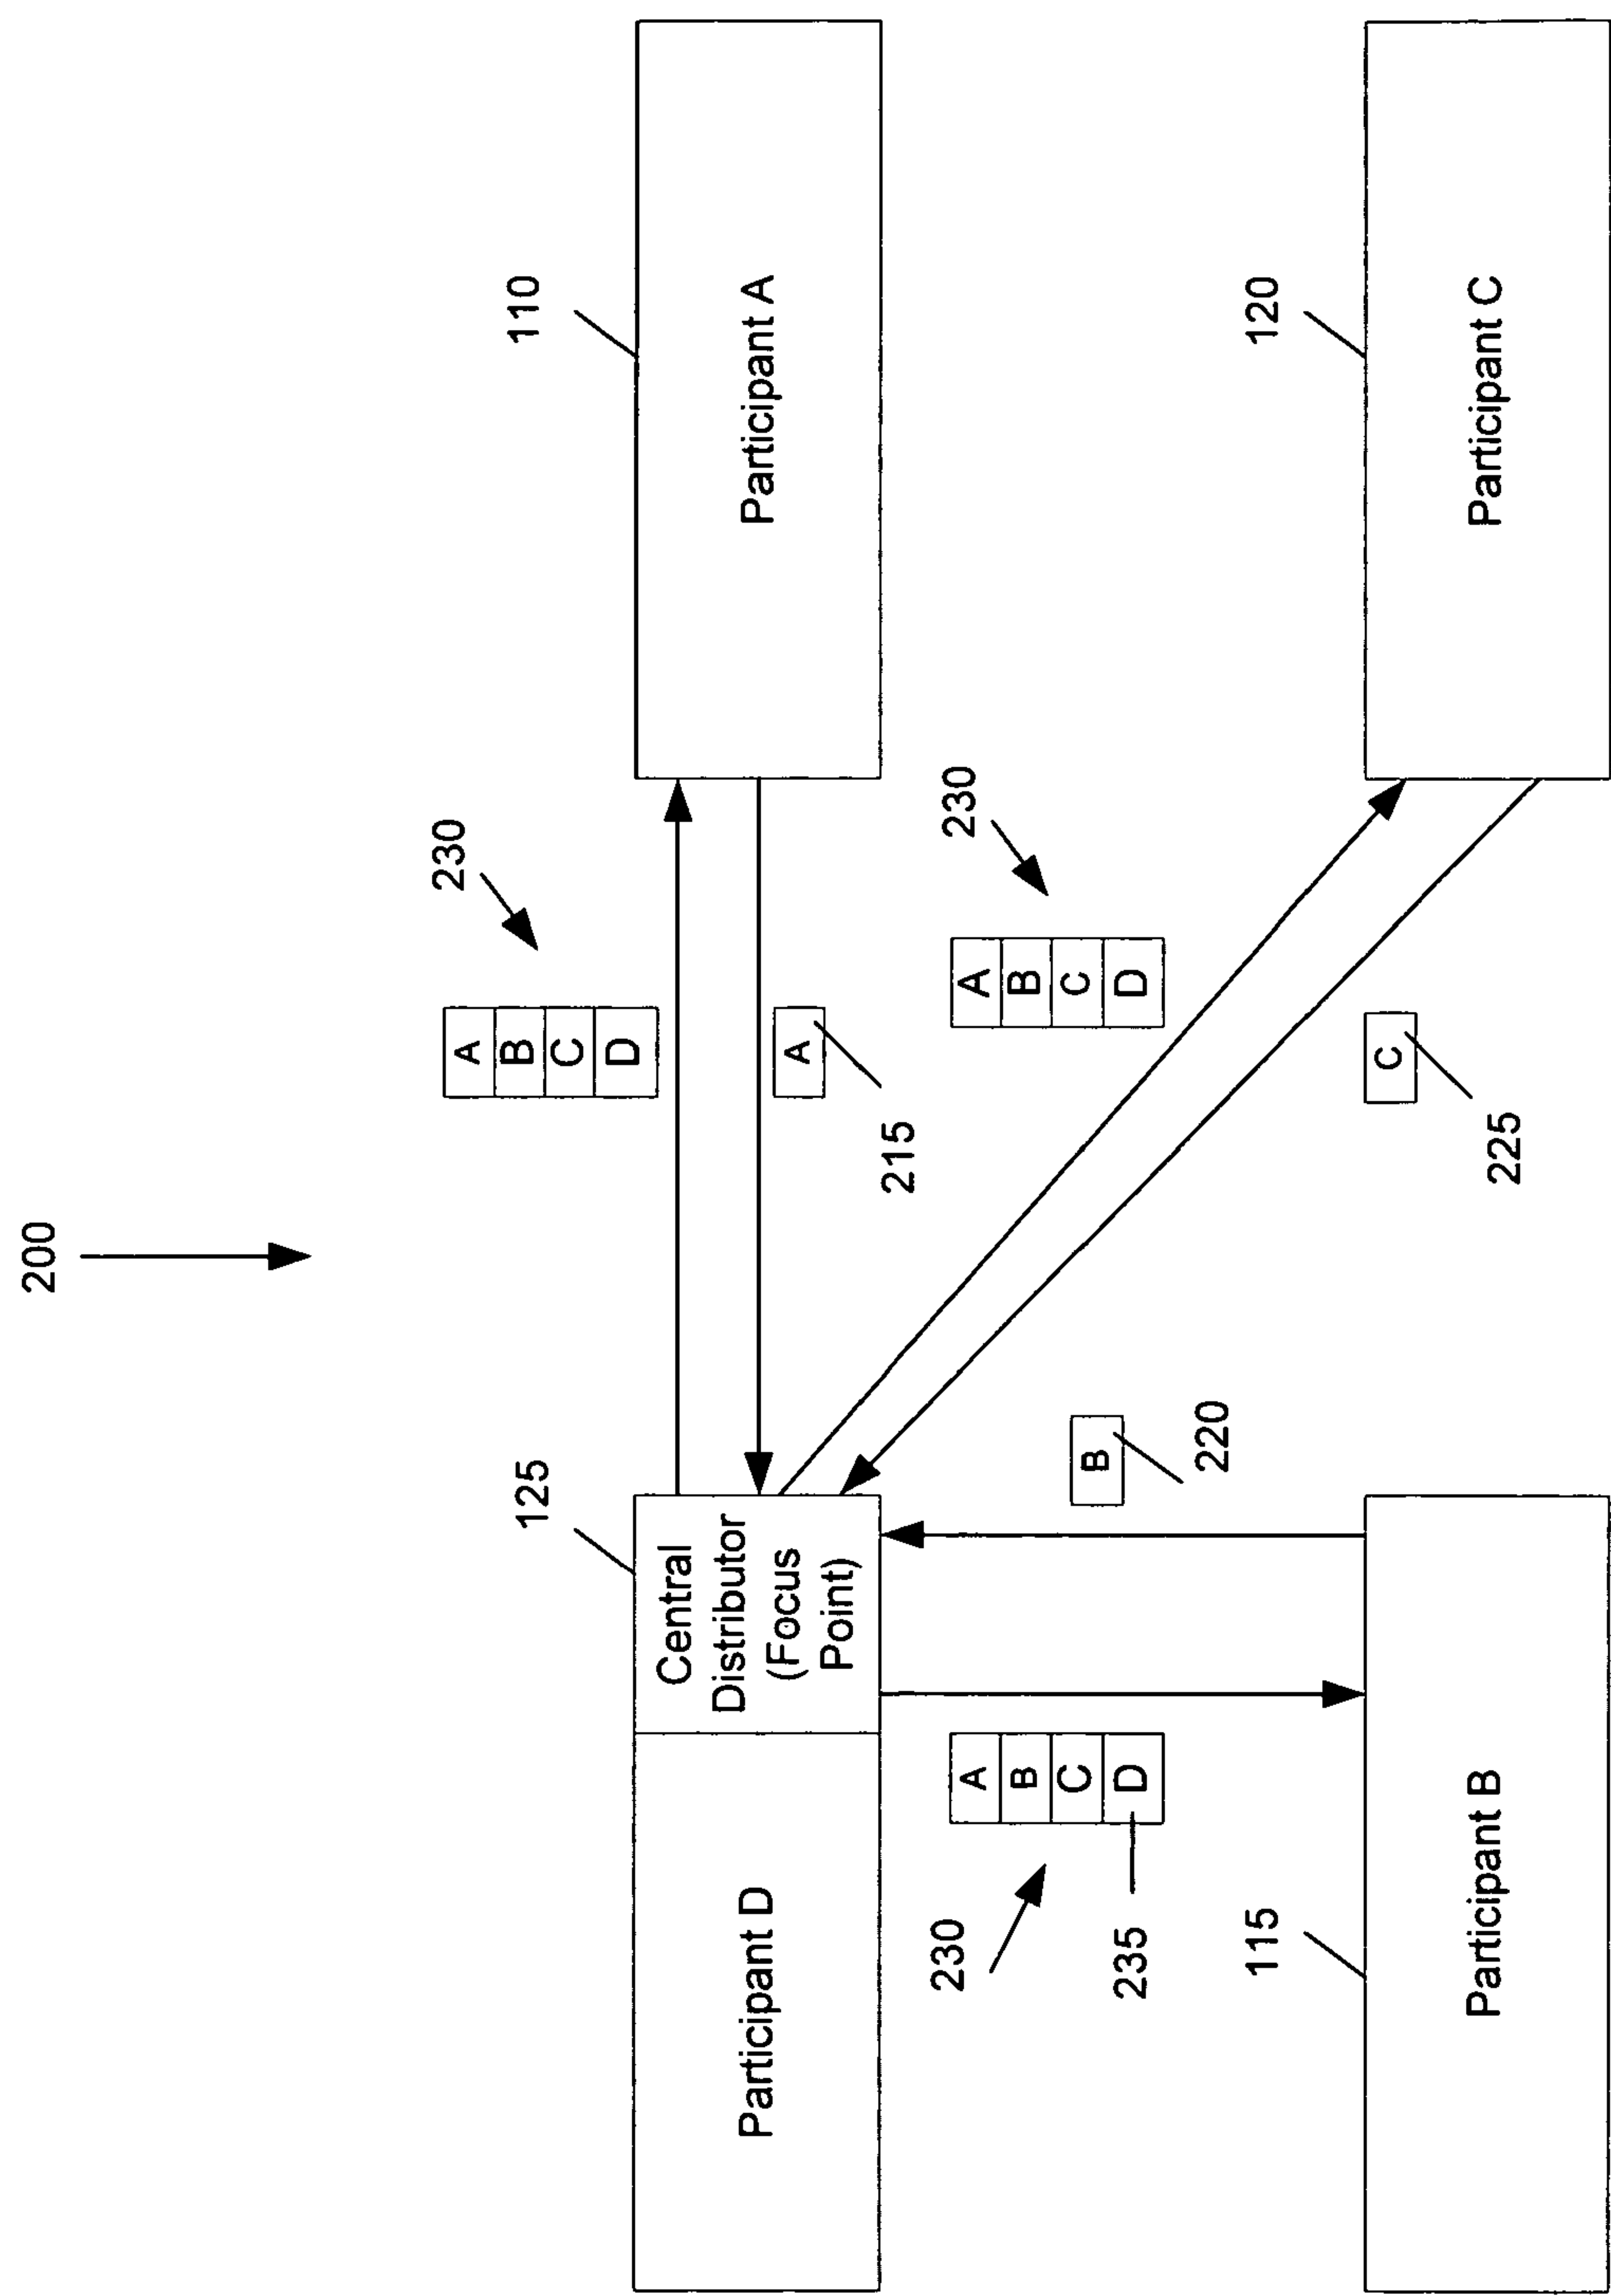 200
230
A
B
C
D
125
110
Participant D
Central
Distributor
(Focus
Point)
Participant A
A
215
230
A
B
C
D
235
230
A
B
C
D
B
220
115
120
C
225
Participant B
Participant C